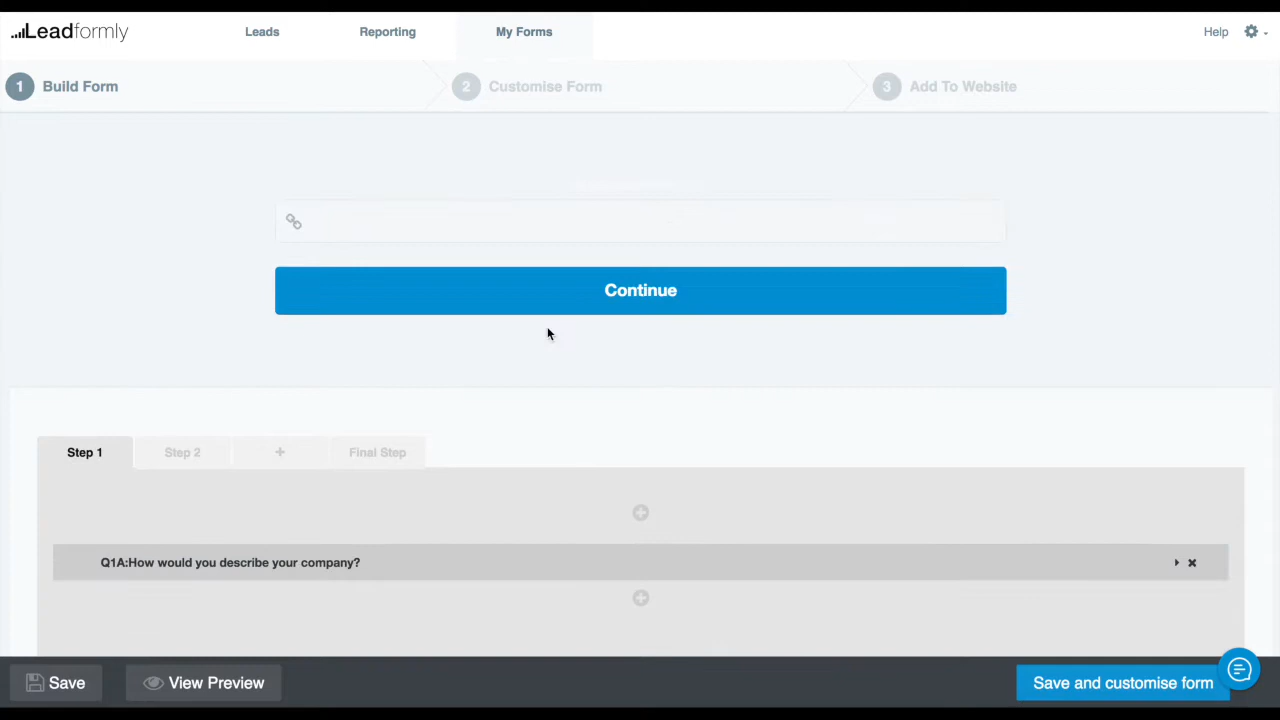 Leadformly
Leads
Reporting
My Forms
Help
1 Build Form
2 Customise Form
3 Add To Website
Continue
Step 1
Step 2
+
Final Step
Q1A:How would you describe your company?
Save
View Preview
Save and customise form